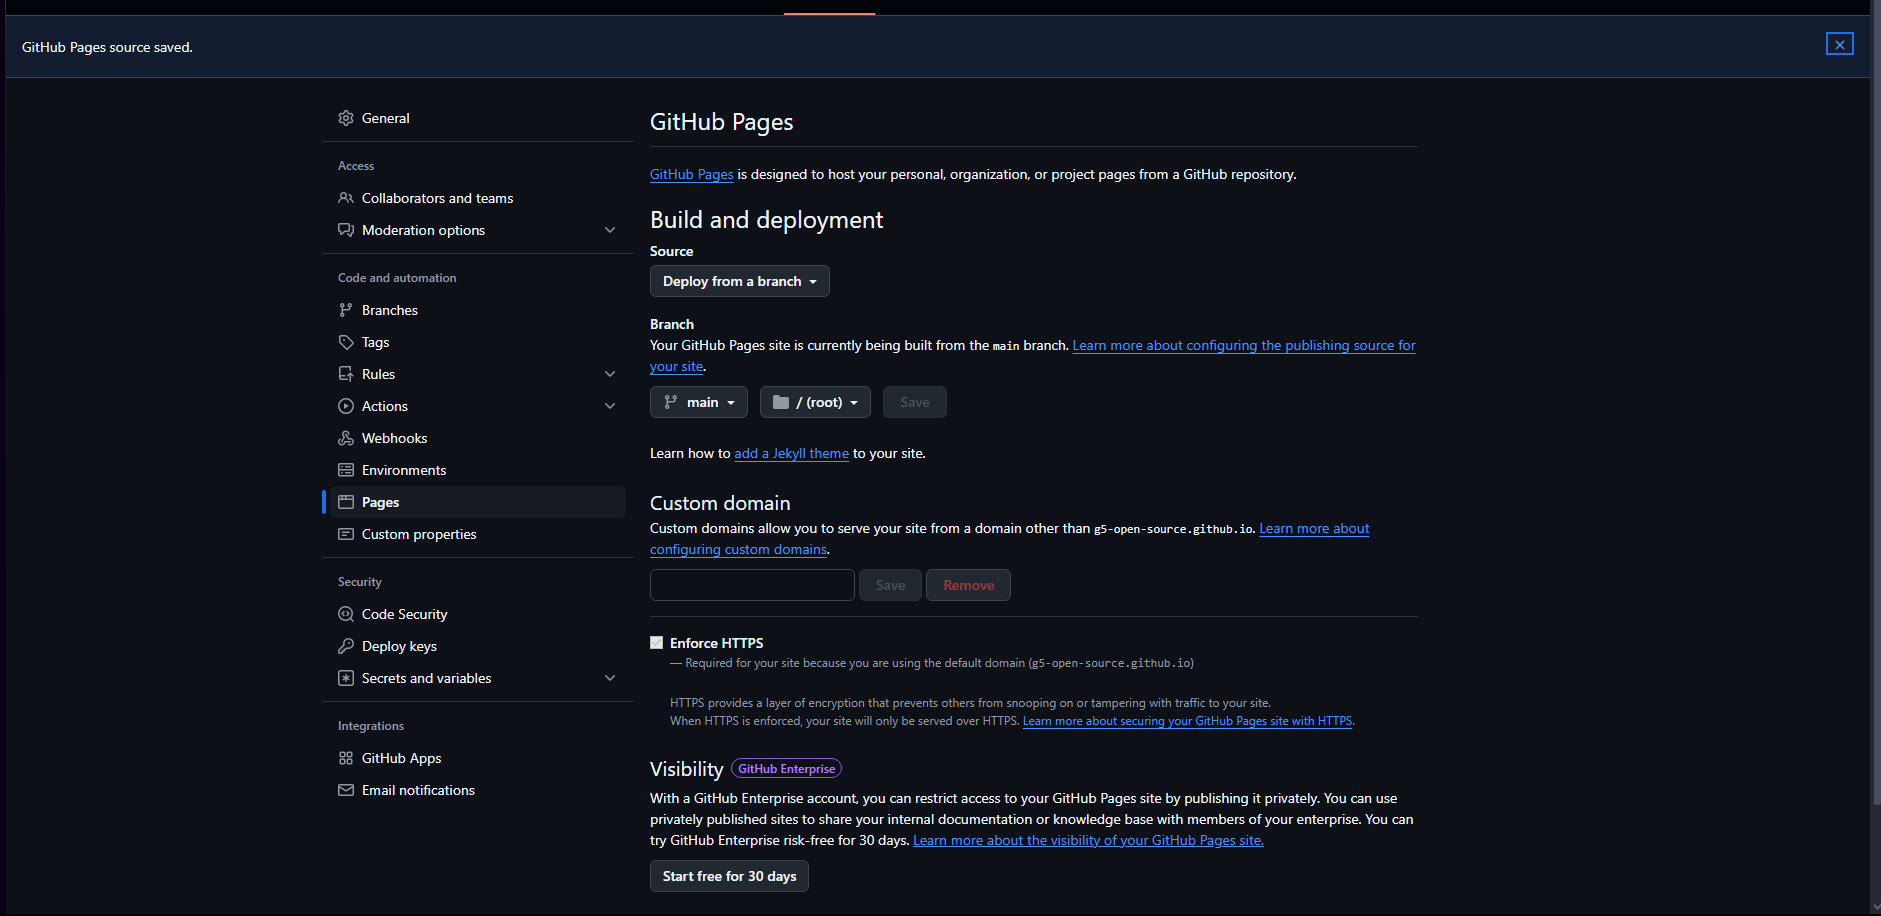 GitHub Pages source saved.
General
Access
Collaborators and teams
Moderation options
Code and automation
Branches
Tags
Rules
Actions
Webhooks
Environments
Pages
Custom properties
Security
Code Security
Deploy keys
Secrets and variables
Integrations
GitHub Apps
Email notifications
GitHub Pages
GitHub Pages is designed to host your personal, organization, or project pages from a GitHub repository.
Build and deployment
Source
Deploy from a branch
Branch
Your GitHub Pages site is currently being built from the main branch. Learn more about configuring the publishing source for
your site.
main / (root) Save
Learn how to add a Jekyll theme to your site.
Custom domain
Custom domains allow you to serve your site from a domain other than g5-open-source.github.io. Learn more about
configuring custom domains.
Save Remove
Enforce HTTPS
— Required for your site because you are using the default domain (g5-open-source.github.io)
HTTPS provides a layer of encryption that prevents others from snooping on or tampering with traffic to your site.
When HTTPS is enforced, your site will only be served over HTTPS. Learn more about securing your GitHub Pages site with HTTPS.
Visibility GitHub Enterprise
With a GitHub Enterprise account, you can restrict access to your GitHub Pages site by publishing it privately. You can use
privately published sites to share your internal documentation or knowledge base with members of your enterprise. You can
try GitHub Enterprise risk-free for 30 days. Learn more about the visibility of your GitHub Pages site.
Start free for 30 days